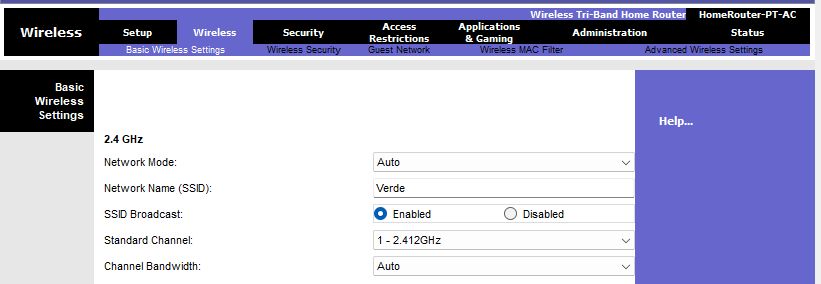 Wireless Tri-Band Home Router HomeRouter-PT-AC
Wireless
Setup Wireless Security Access Restrictions Applications & Gaming Administration Status
Basic Wireless Settings Wireless Security Guest Network Wireless MAC Filter Advanced Wireless Settings
Basic
Wireless
Settings
Help...
2.4 GHz
Network Mode: Auto
Network Name (SSID): Verde
SSID Broadcast: Enabled Disabled
Standard Channel: 1 - 2.412GHz
Channel Bandwidth: Auto